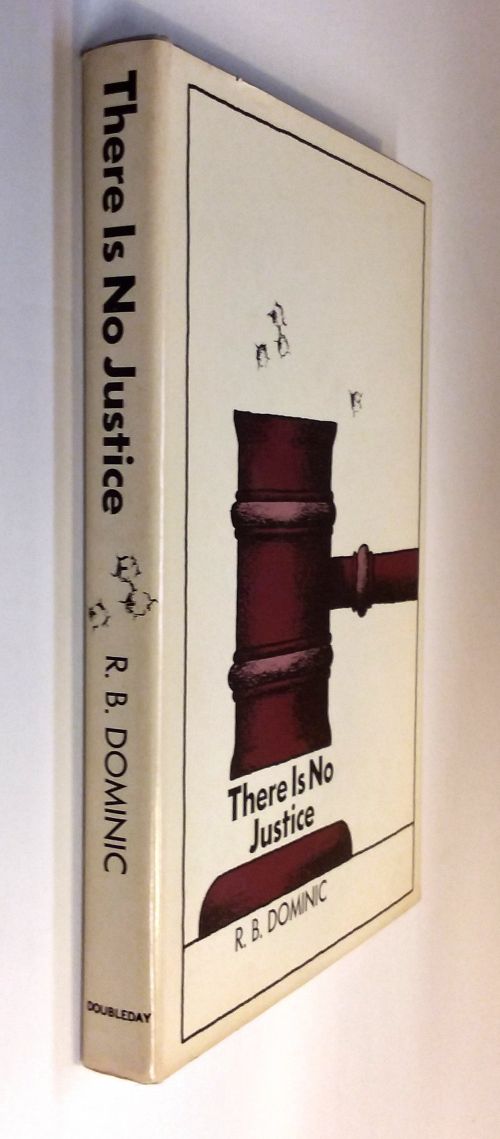 There Is No Justice
R. B. DOMINIC
DOUBLEDAY
There Is No
Justice
R. B. DOMINIC